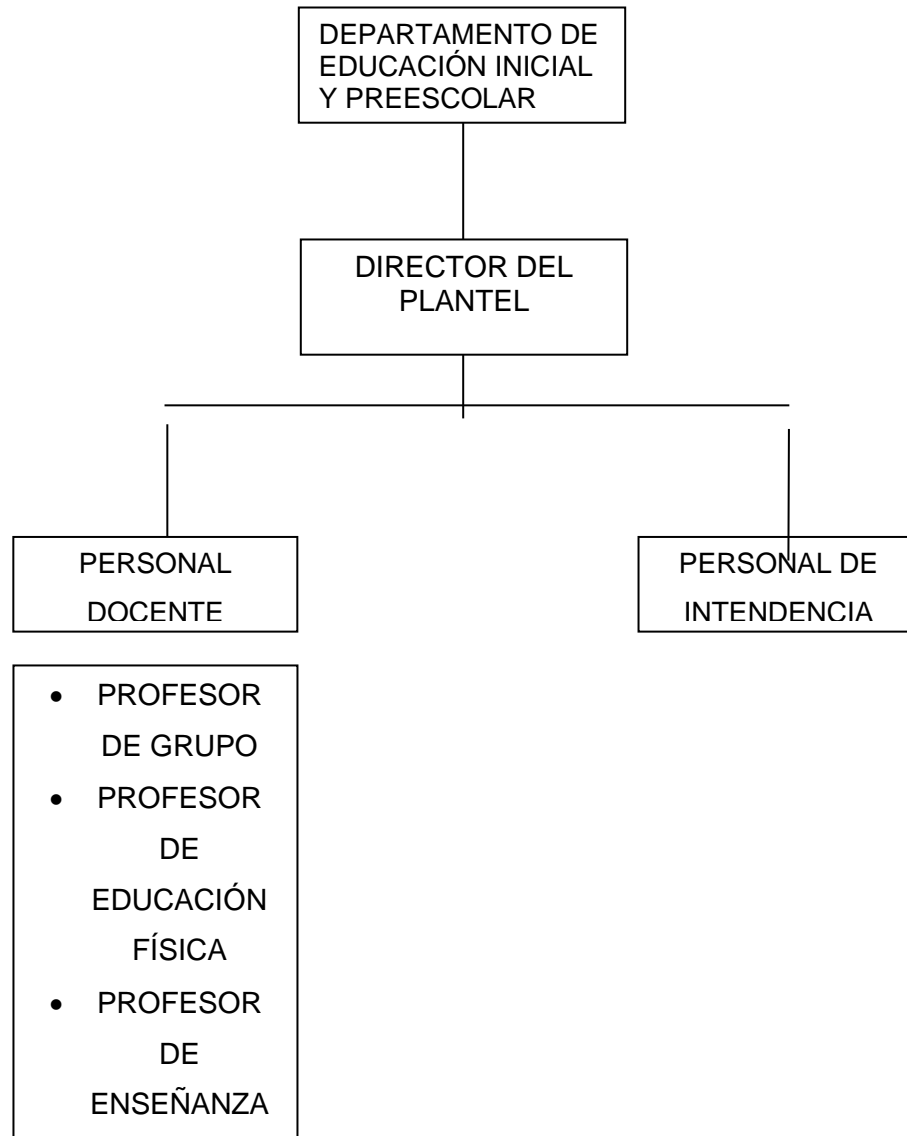 DEPARTAMENTO DE
EDUCACIÓN INICIAL
Y PREESCOLAR
DIRECTOR DEL
PLANTEL
PERSONAL
DOCENTE
PERSONAL DE
INTENDENCIA
• PROFESOR
DE GRUPO
• PROFESOR
DE
EDUCACIÓN
FÍSICA
• PROFESOR
DE
ENSEÑANZA